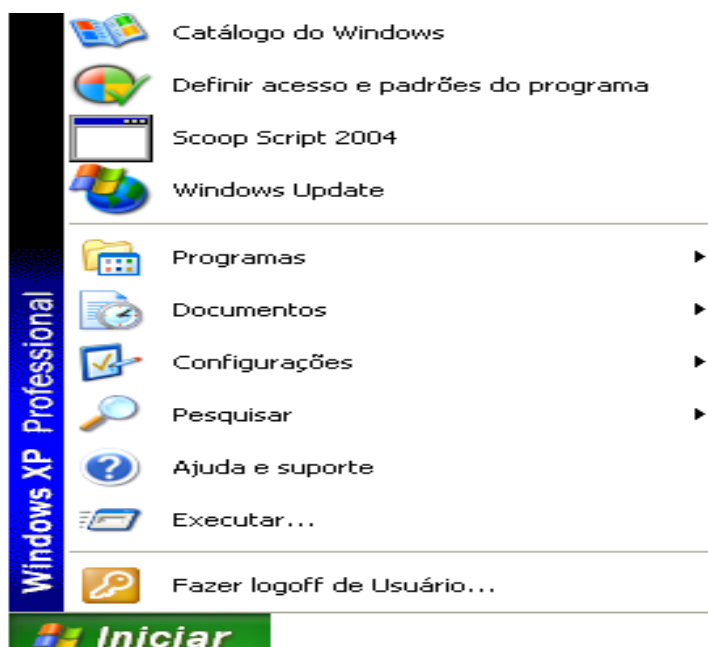 Catálogo do Windows
Definir acesso e padrões do programa
Scoop Script 2004
Windows Update
Programas
Documentos
Configurações
Pesquisar
Ajuda e suporte
Executar...
Fazer logoff de Usuário...
Windows XP Professional
Iniciar